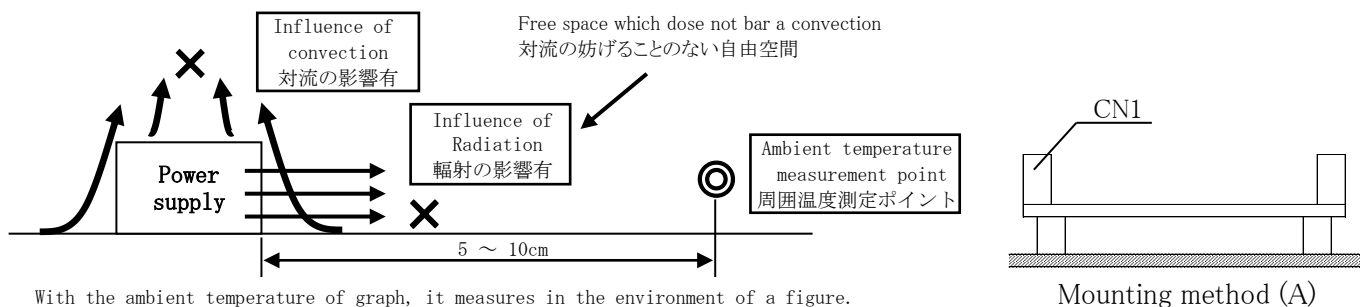 Influence of
convection
対流の影響有
Free space which dose not bar a convection
対流の妨げることのない自由空間
Influence of
Radiation
輻射の影響有
Power
supply
Ambient temperature
measurement point
周囲温度測定ポイント
5 ～ 10cm
With the ambient temperature of graph, it measures in the environment of a figure.
CN1
Mounting method (A)